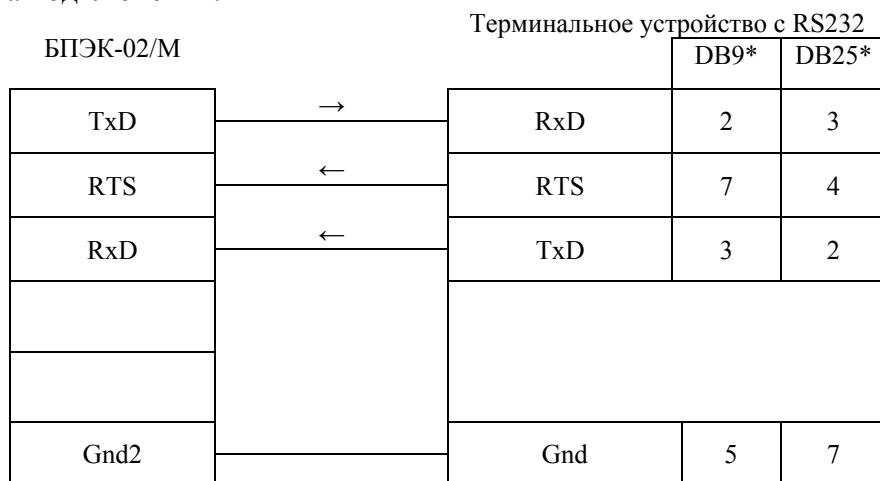 Терминальное устройство с RS232
БПЭК-02/М
DB9* DB25*
TxD → RxD 2 3
RTS ← RTS 7 4
RxD ← TxD 3 2
Gnd2 Gnd 5 7